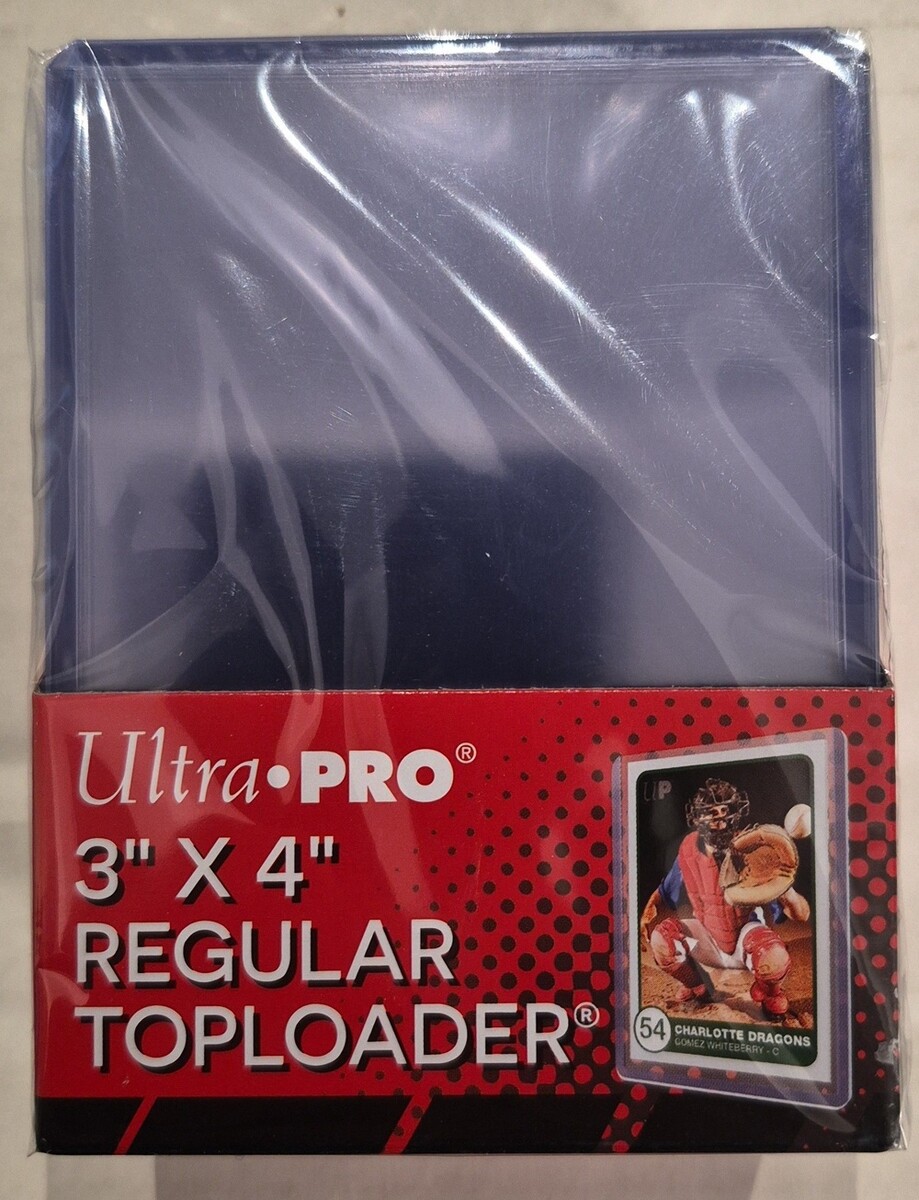 Ultra•PRO®
3" X 4"
REGULAR
TOPLOADER®
UP
54
CHARLOTTE DRAGONS
GOMEZ WHITEBERRY - C